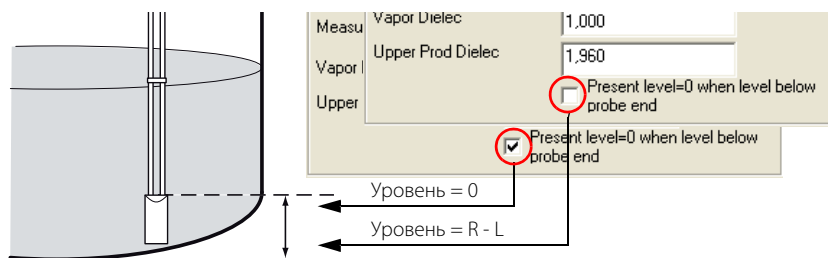 Vapor Dielec
1,000
Measu
Upper Prod Dielec
1,960
Vapor
Present level=0 when level below
probe end
Upper
Present level=0 when level below
probe end
Уровень = 0
Уровень = R - L